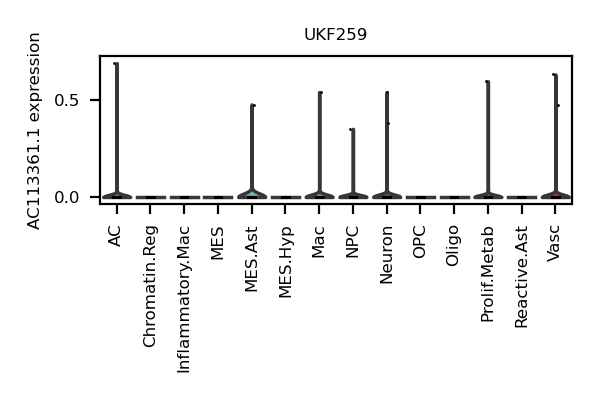 UKF259
AC113361.1 expression
0.5
0.0
AC
Chromatin.Reg
Inflammatory.Mac
MES
MES.Ast
MES.Hyp
Mac
NPC
Neuron
OPC
Oligo
Prolif.Metab
Reactive.Ast
Vasc